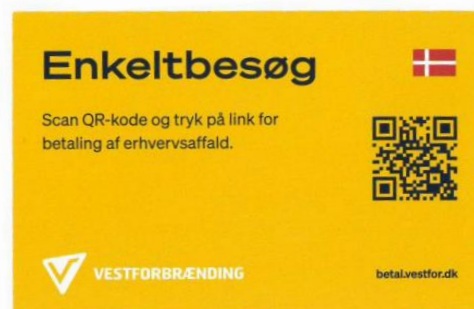 Enkeltbesøg
Scan QR-kode og tryk på link for
betaling af erhvervsaffald.
VESTFORBRÆNDING
betal.vestfor.dk